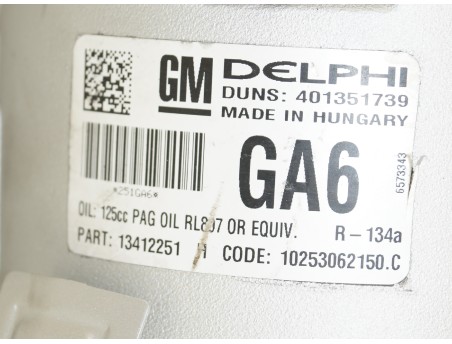 GM DELPHI
DUNS: 401351739
MADE IN HUNGARY
GA6
6573343
*251GA6*
OIL: 125cc PAG OIL RL897 OR EQUIV. R-134a
PART: 13412251 H CODE: 10253062150.C